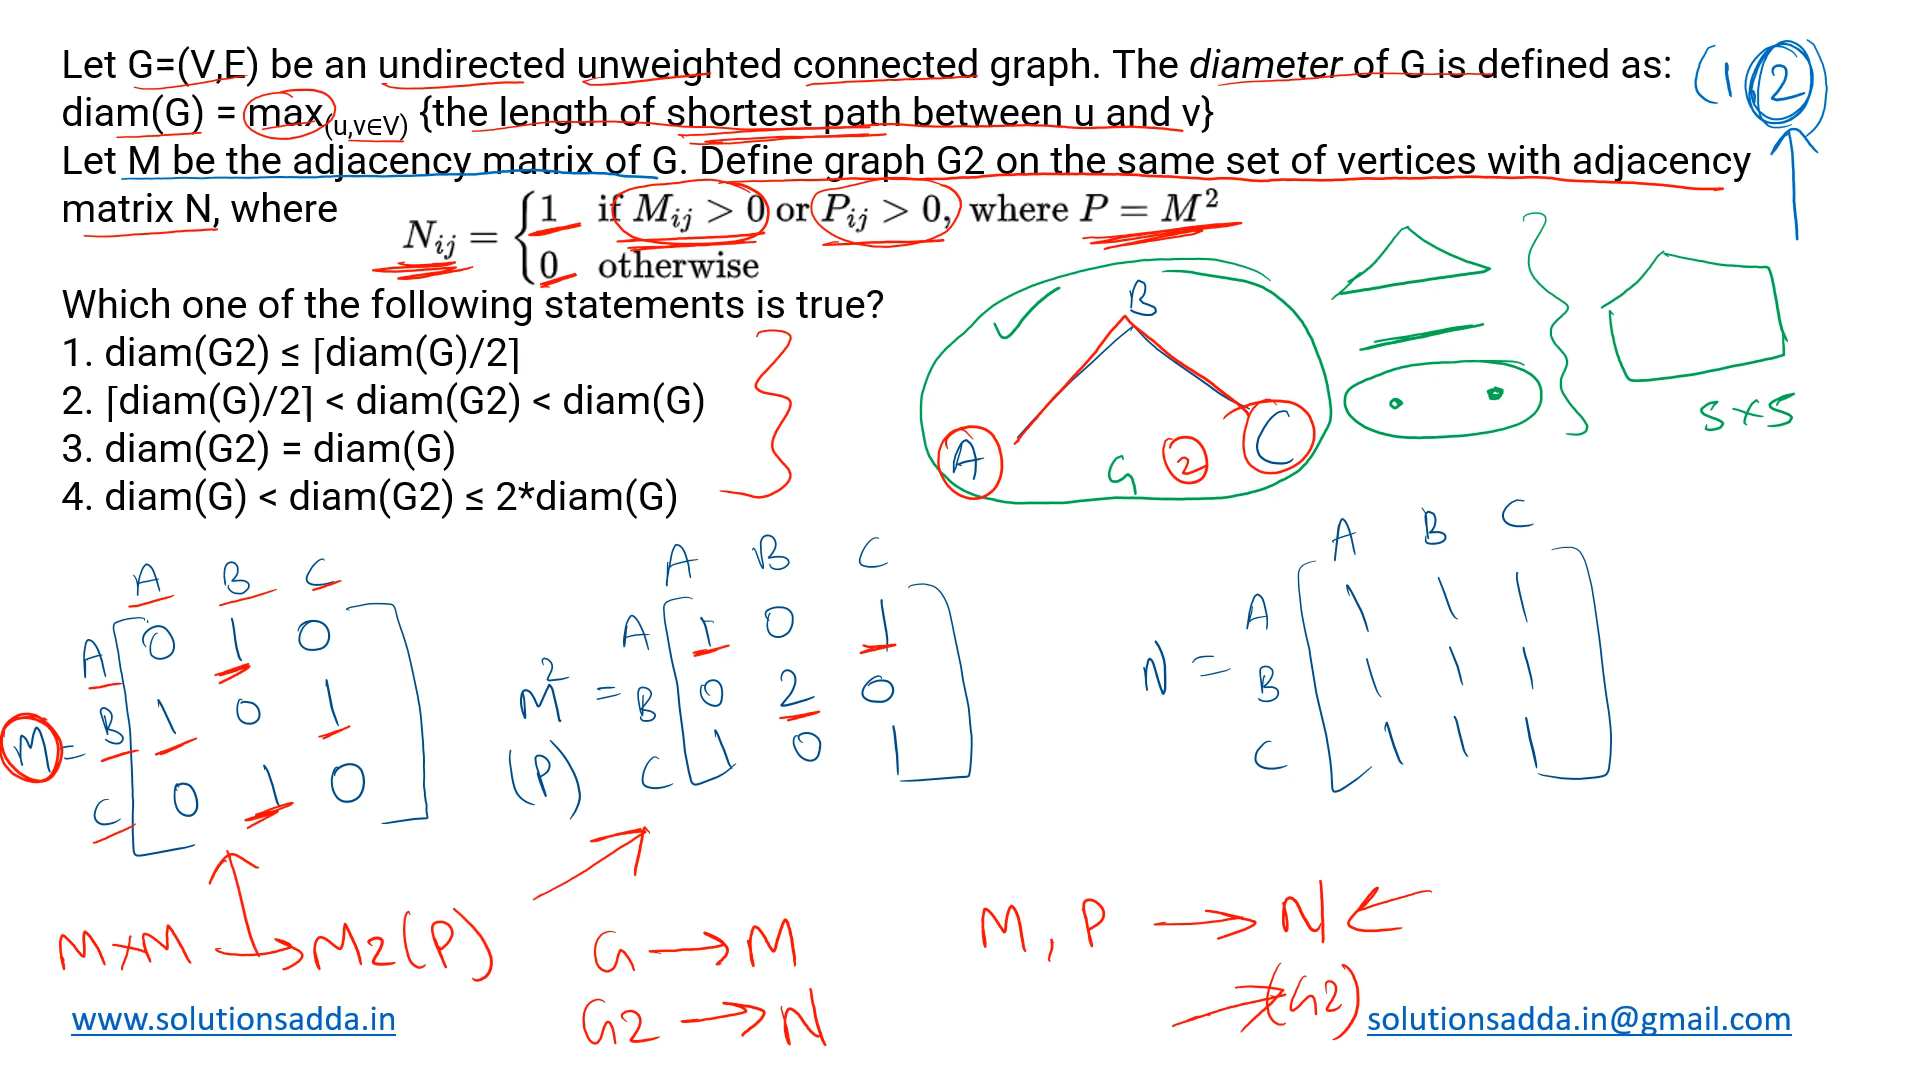 Let G=(V,E) be an undirected unweighted connected graph. The diameter of G is defined as:
(1, 2)
diam(G) = max(u,v∈V) {the length of shortest path between u and v}
Let M be the adjacency matrix of G. Define graph G2 on the same set of vertices with adjacency
matrix N, where
N_ij = { 1 if M_ij > 0 or P_ij > 0, where P = M^2
0 otherwise
Which one of the following statements is true?
1. diam(G2) ≤ ⌈diam(G)/2⌉
2. ⌈diam(G)/2⌉ < diam(G2) < diam(G)
3. diam(G2) = diam(G)
4. diam(G) < diam(G2) ≤ 2*diam(G)
B
A C
G 2
5×5
A B C
A 0 1 0
M = B 1 0 1
C 0 1 0
A B C
A 1 0 1
M^2 = B 0 2 0
(P) C 1 0 1
A B C
A 1 1 1
N = B 1 1 1
C 1 1 1
M×M → M2(P)
G → M
G2 → N
M, P → N ←
→ (G2)
www.solutionsadda.in
solutionsadda.in@gmail.com